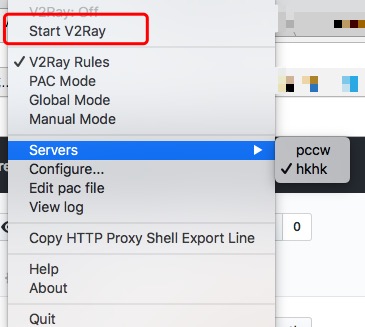 V2Ray: Off
Start V2Ray
V2Ray Rules
PAC Mode
Global Mode
Manual Mode
Servers
pccw
hkhk
Configure...
Edit pac file
View log
0
Copy HTTP Proxy Shell Export Line
Help
About
Quit